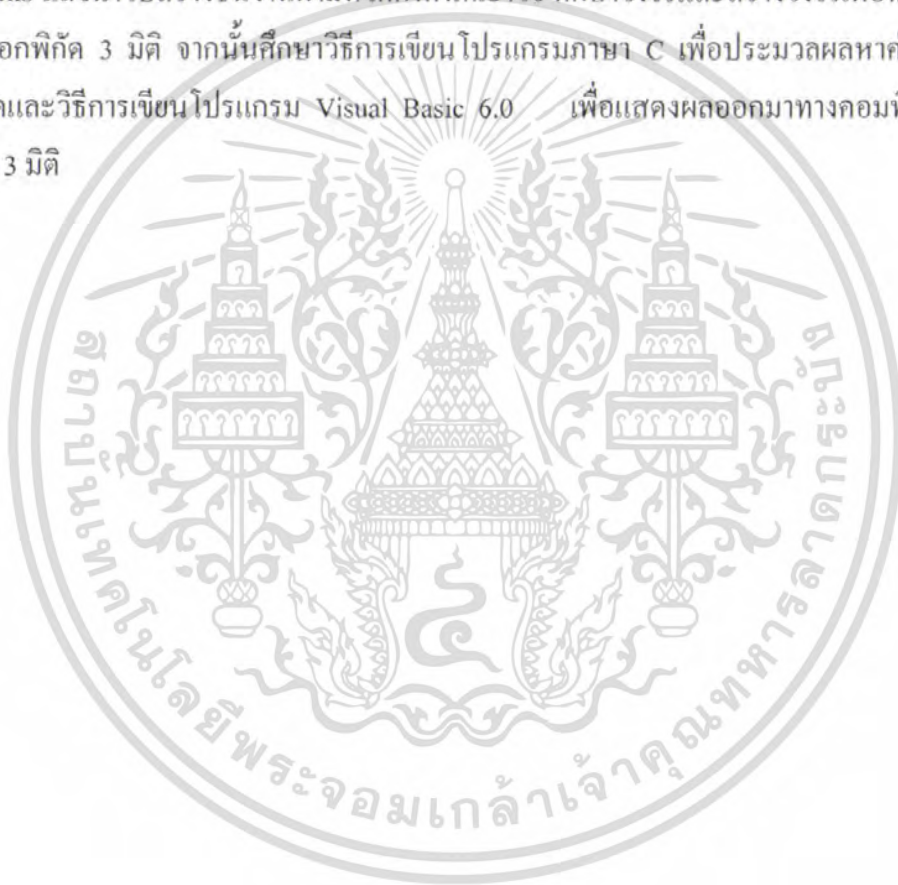 อกพิกัด 3 มิติ จากนั้นศึกษาวิธีการเขียนโปรแกรมภาษา C เพื่อประมวลผลหาค่
และวิธีการเขียนโปรแกรม Visual Basic 6.0 เพื่อแสดงผลออกมาทางคอมพิ
3 มิติ
สถาบันเทคโนโลยีพระจอมเกล้าเจ้าคุณทหารลาดกระบัง